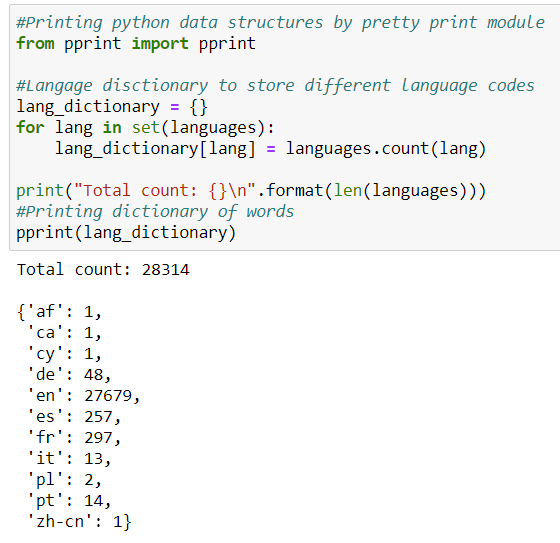 #Printing python data structures by pretty print module
from pprint import pprint

#Langage disctionary to store different language codes
lang_dictionary = {}
for lang in set(languages):
    lang_dictionary[lang] = languages.count(lang)

print("Total count: {}\n".format(len(languages)))
#Printing dictionary of words
pprint(lang_dictionary)
Total count: 28314

{'af': 1,
 'ca': 1,
 'cy': 1,
 'de': 48,
 'en': 27679,
 'es': 257,
 'fr': 297,
 'it': 13,
 'pl': 2,
 'pt': 14,
 'zh-cn': 1}